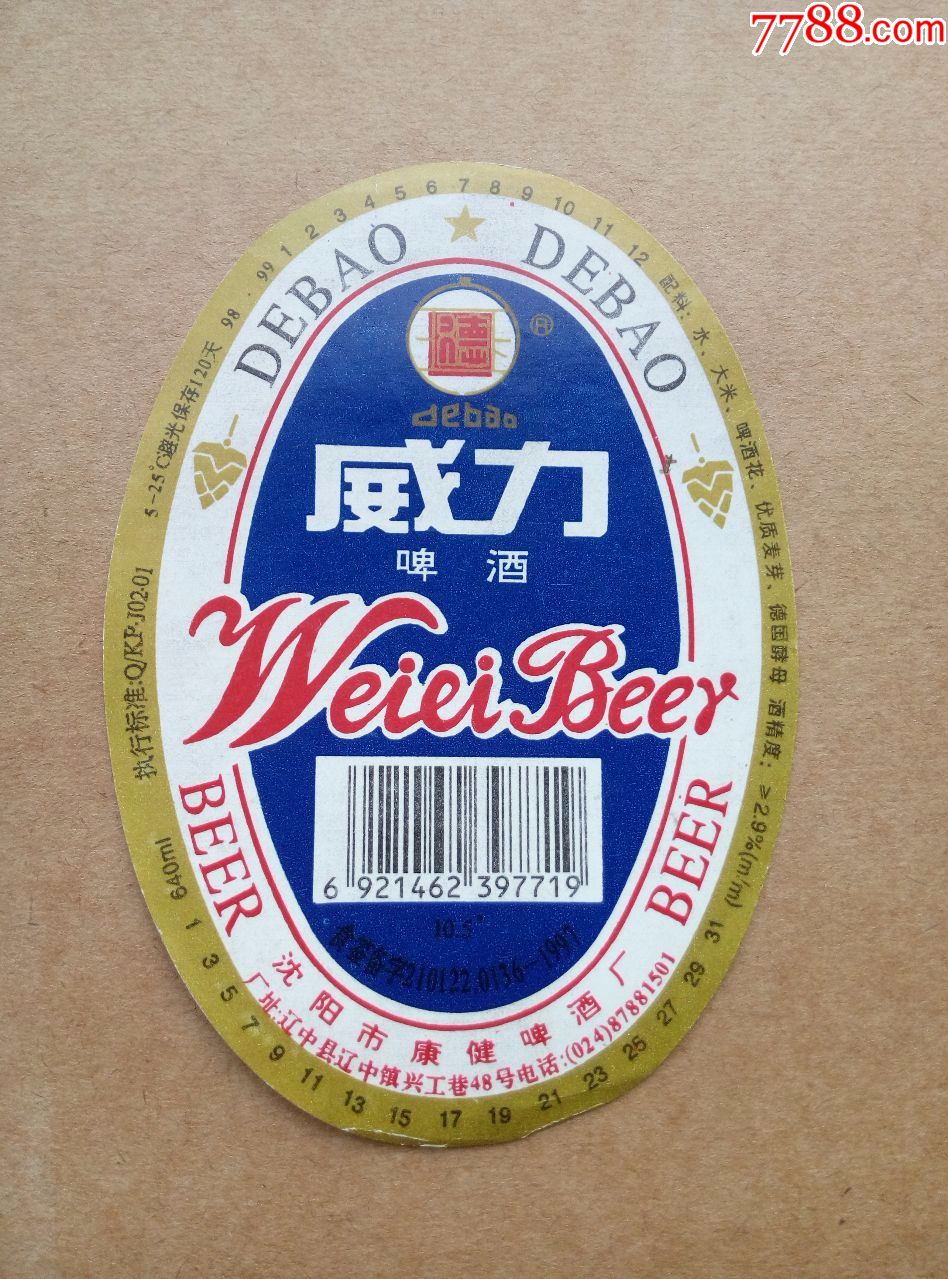 7788.com
98 99 1 2 3 4 5 6 7 8 9 10 11 12
DEBAO DEBAO
德
®
debao
威力
啤酒
Weiei Beer
6 921462 397719
10.5°
食签备字210122.0136-1997
BEER BEER
沈阳市康健啤酒厂
厂址:辽中县辽中镇兴工巷48号电话:(024)87881501
执行标准:Q/KP·J02·01 5-25℃避光保存120天
配料:水、大米、啤酒花、优质麦芽、德国酵母 酒精度:≥2.9%(m/m)
640ml
1 3 5 7 9 11 13 15 17 19 21 23 25 27 29 31